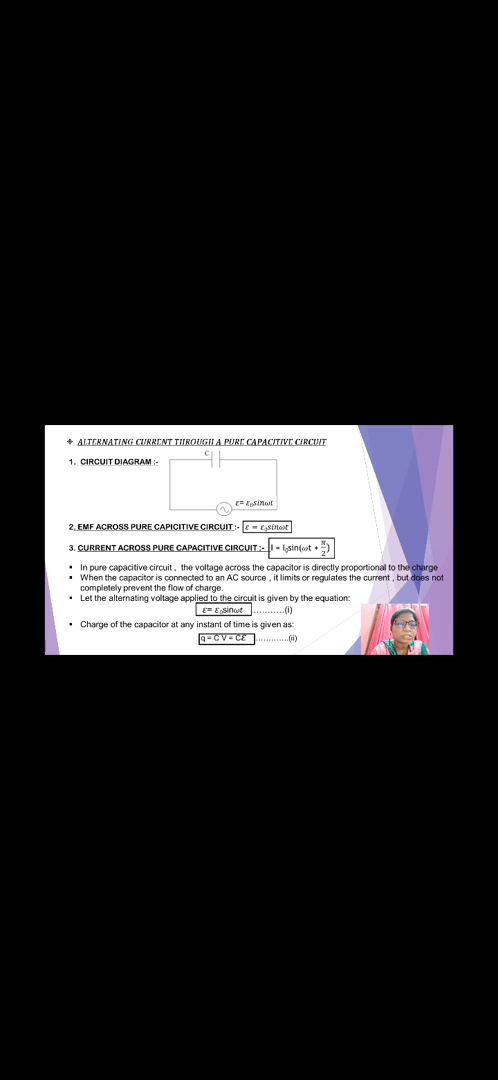 ❖ ALTERNATING CURRENT THROUGH A PURE CAPACITIVE CIRCUIT
C
1. CIRCUIT DIAGRAM :-
ε= ε₀sinωt
2. EMF ACROSS PURE CAPICITIVE CIRCUIT :- ε = ε₀sinωt
3. CURRENT ACROSS PURE CAPACITIVE CIRCUIT :- I = I₀sin(ωt + π/2)
▪ In pure capacitive circuit , the voltage across the capacitor is directly proportional to the charge
▪ When the capacitor is connected to an AC source , it limits or regulates the current , but does not
completely prevent the flow of charge.
▪ Let the alternating voltage applied to the circuit is given by the equation:
ε= ε₀sinωt ...........(i)
▪ Charge of the capacitor at any instant of time is given as:
q = C V = Cε ............(ii)